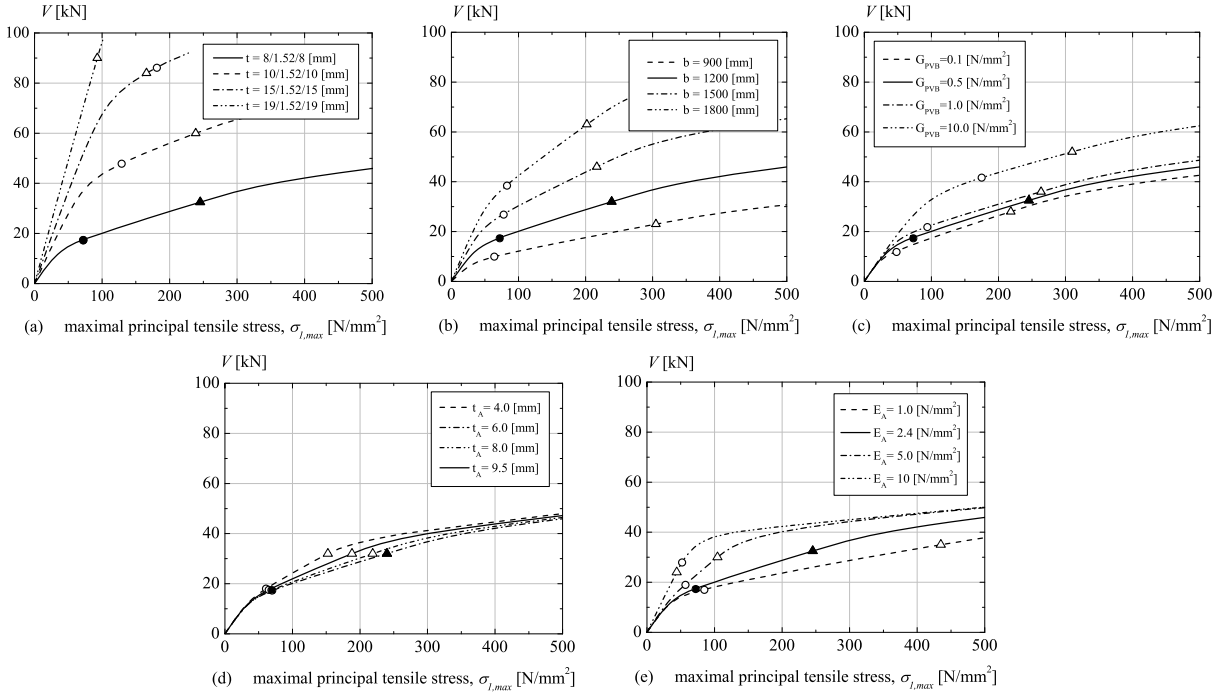 V [kN]
100
80
60
40
20
0
0 100 200 300 400 500
t = 8/1.52/8 [mm]
t = 10/1.52/10 [mm]
t = 15/1.52/15 [mm]
t = 19/1.52/19 [mm]
(a) maximal principal tensile stress, σ1,max [N/mm²]
V [kN]
100
80
60
40
20
0
0 100 200 300 400 500
b = 900 [mm]
b = 1200 [mm]
b = 1500 [mm]
b = 1800 [mm]
(b) maximal principal tensile stress, σ1,max [N/mm²]
V [kN]
100
80
60
40
20
0
0 100 200 300 400 500
GPVB=0.1 [N/mm²]
GPVB=0.5 [N/mm²]
GPVB=1.0 [N/mm²]
GPVB=10.0 [N/mm²]
(c) maximal principal tensile stress, σ1,max [N/mm²]
V [kN]
100
80
60
40
20
0
0 100 200 300 400 500
tA= 4.0 [mm]
tA= 6.0 [mm]
tA= 8.0 [mm]
tA= 9.5 [mm]
(d) maximal principal tensile stress, σ1,max [N/mm²]
V [kN]
100
80
60
40
20
0
0 100 200 300 400 500
EA= 1.0 [N/mm²]
EA= 2.4 [N/mm²]
EA= 5.0 [N/mm²]
EA= 10 [N/mm²]
(e) maximal principal tensile stress, σ1,max [N/mm²]